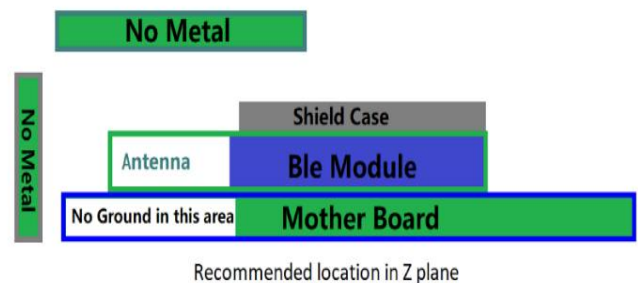 No Metal
No Metal
Shield Case
Antenna
Ble Module
No Ground in this area
Mother Board
Recommended location in Z plane